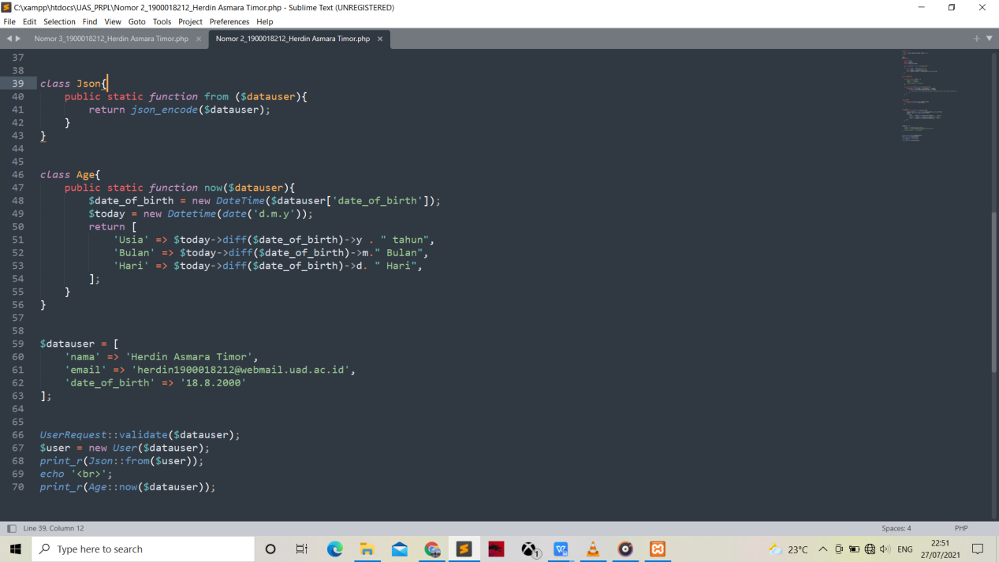 C:\xampp\htdocs\UAS_PRPL\Nomor 2_1900018212_Herdin Asmara Timor.php - Sublime Text (UNREGISTERED)
File Edit Selection Find View Goto Tools Project Preferences Help
Nomor 3_1900018212_Herdin Asmara Timor.php × Nomor 2_1900018212_Herdin Asmara Timor.php ×
37
38
39 class Json{
40 public static function from ($datauser){
41 return json_encode($datauser);
42 }
43 }
44
45
46 class Age{
47 public static function now($datauser){
48 $date_of_birth = new DateTime($datauser['date_of_birth']);
49 $today = new Datetime(date('d.m.y'));
50 return [
51 'Usia' => $today->diff($date_of_birth)->y . " tahun",
52 'Bulan' => $today->diff($date_of_birth)->m." Bulan",
53 'Hari' => $today->diff($date_of_birth)->d. " Hari",
54 ];
55 }
56 }
57
58
59 $datauser = [
60 'nama' => 'Herdin Asmara Timor',
61 'email' => 'herdin1900018212@webmail.uad.ac.id',
62 'date_of_birth' => '18.8.2000'
63 ];
64
65
66 UserRequest::validate($datauser);
67 $user = new User($datauser);
68 print_r(Json::from($user));
69 echo '<br>';
70 print_r(Age::now($datauser));
Line 39, Column 12 Spaces: 4 PHP
Type here to search 1 23°C ENG 22:51
27/07/2021